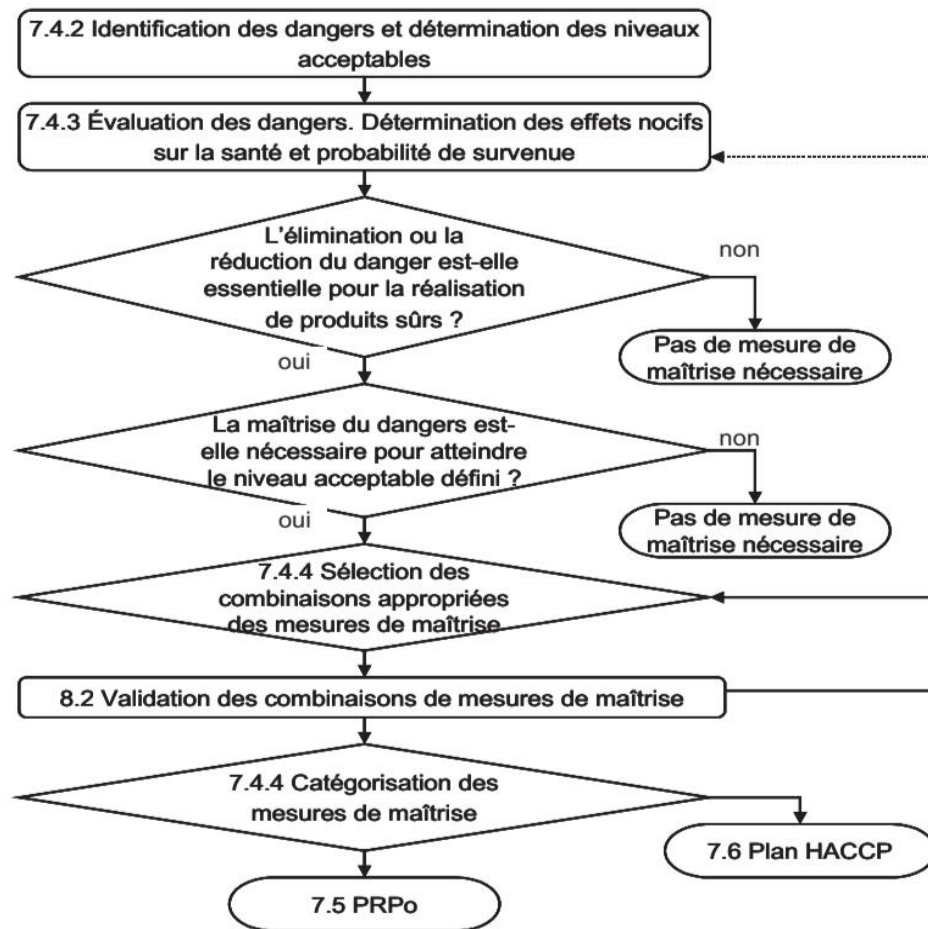 7.4.2 Identification des dangers et détermination des niveaux
acceptables
7.4.3 Évaluation des dangers. Détermination des effets nocifs
sur la santé et probabilité de survenue
L'élimination ou la
réduction du danger est-elle
essentielle pour la réalisation
de produits sûrs ?
non
Pas de mesure de
maîtrise nécessaire
oui
La maîtrise du dangers est-
elle nécessaire pour atteindre
le niveau acceptable défini ?
non
Pas de mesure de
maîtrise nécessaire
oui
7.4.4 Sélection des
combinaisons appropriées
des mesures de maîtrise
8.2 Validation des combinaisons de mesures de maîtrise
7.4.4 Catégorisation des
mesures de maîtrise
7.6 Plan HACCP
7.5 PRPo